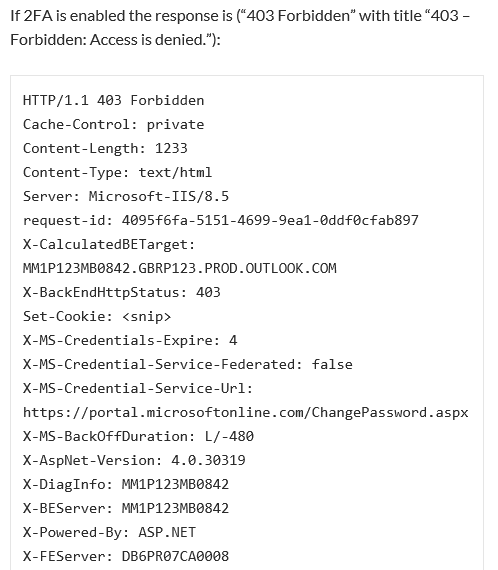 If 2FA is enabled the response is (“403 Forbidden” with title “403 –
Forbidden: Access is denied.”):
HTTP/1.1 403 Forbidden
Cache-Control: private
Content-Length: 1233
Content-Type: text/html
Server: Microsoft-IIS/8.5
request-id: 4095f6fa-5151-4699-9ea1-0ddf0cfab897
X-CalculatedBETarget:
MM1P123MB0842.GBRP123.PROD.OUTLOOK.COM
X-BackEndHttpStatus: 403
Set-Cookie: <snip>
X-MS-Credentials-Expire: 4
X-MS-Credential-Service-Federated: false
X-MS-Credential-Service-Url:
https://portal.microsoftonline.com/ChangePassword.aspx
X-MS-BackOffDuration: L/-480
X-AspNet-Version: 4.0.30319
X-DiagInfo: MM1P123MB0842
X-BEServer: MM1P123MB0842
X-Powered-By: ASP.NET
X-FEServer: DB6PR07CA0008